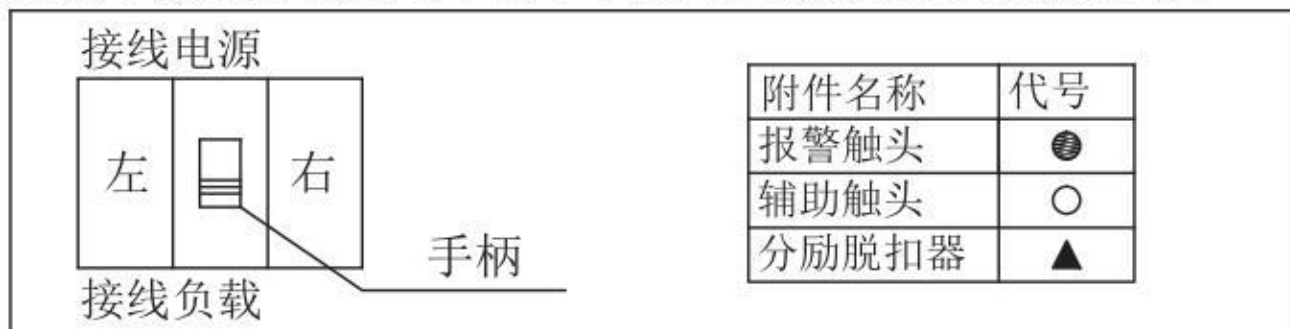 接线电源
左
右
手柄
接线负载
附件名称 代号
报警触头
辅助触头 ○
分励脱扣器 ▲